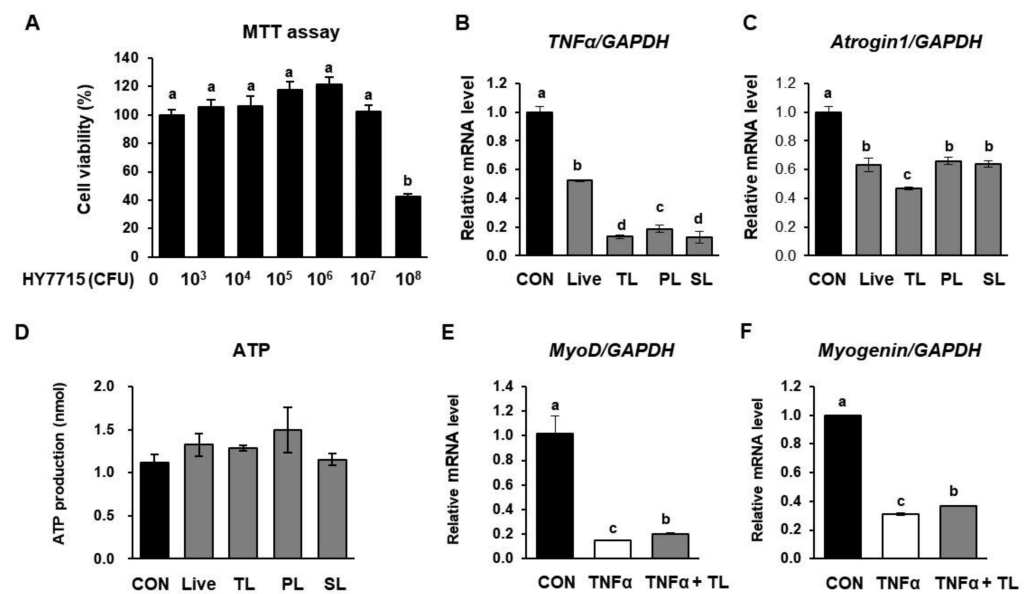 A
MTT assay
Cell viability (%)
140
120
100
80
60
40
20
0
a
a
a
a
a
a
b
HY7715 (CFU) 0 10³ 10⁴ 10⁵ 10⁶ 10⁷ 10⁸
B
TNFα/GAPDH
Relative mRNA level
1.2
1.0
0.8
0.6
0.4
0.2
0.0
a
b
d
c
d
CON Live TL PL SL
C
Atrogin1/GAPDH
Relative mRNA level
1.2
1.0
0.8
0.6
0.4
0.2
0.0
a
b
c
b
b
CON Live TL PL SL
D
ATP
ATP production (nmol)
2.0
1.5
1.0
0.5
0.0
CON Live TL PL SL
E
MyoD/GAPDH
Relative mRNA level
1.4
1.2
1.0
0.8
0.6
0.4
0.2
0.0
a
c
b
CON TNFα TNFα + TL
F
Myogenin/GAPDH
Relative mRNA level
1.2
1.0
0.8
0.6
0.4
0.2
0.0
a
c
b
CON TNFα TNFα + TL